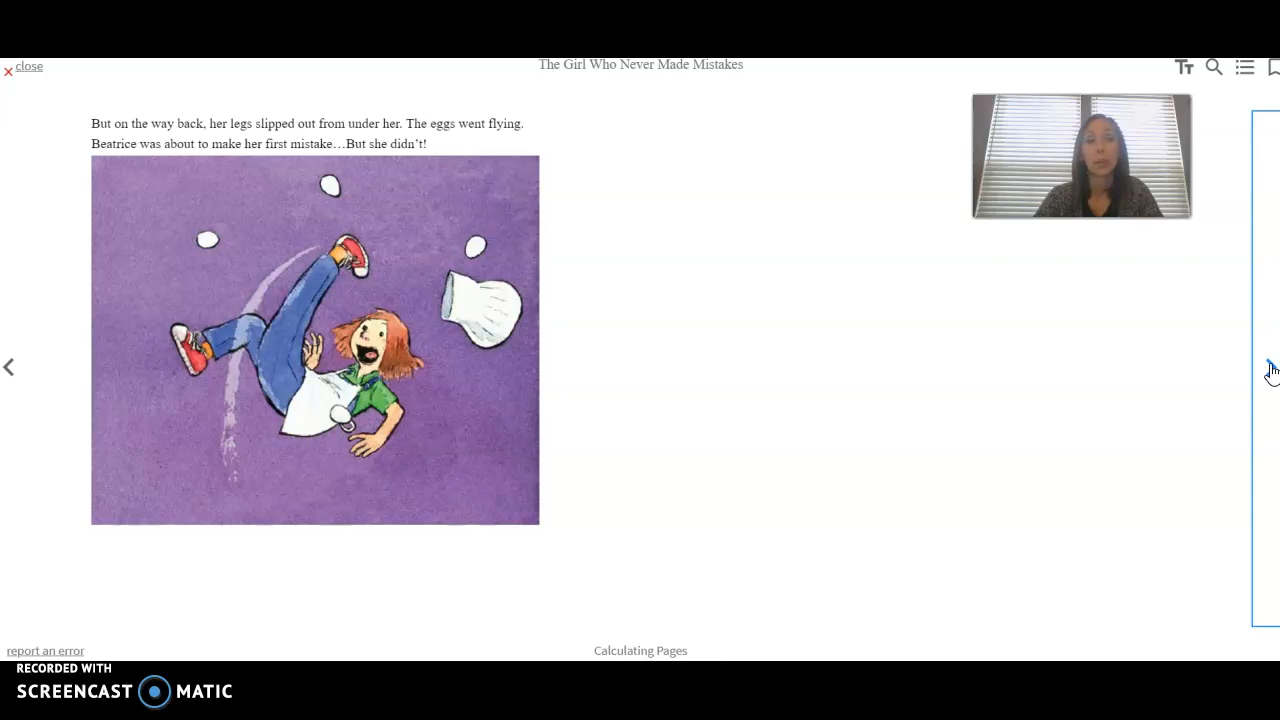 close
The Girl Who Never Made Mistakes
TT
But on the way back, her legs slipped out from under her. The eggs went flying.
Beatrice was about to make her first mistake…But she didn't!
report an error
Calculating Pages
RECORDED WITH
SCREENCAST MATIC